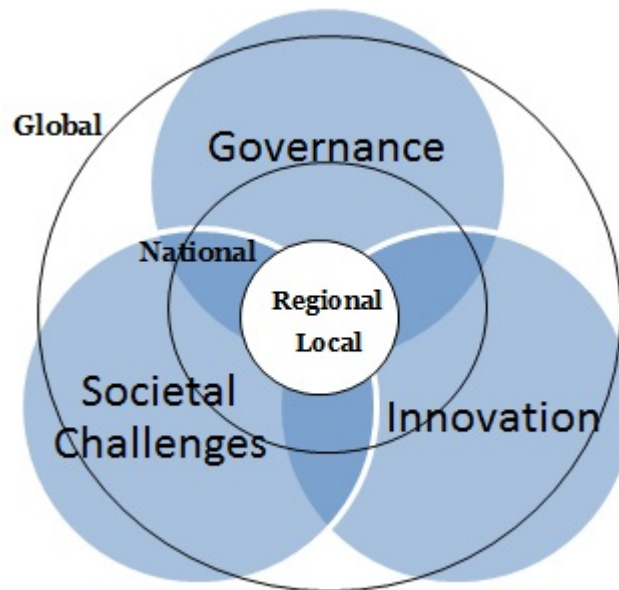 Global
Governance
National
Regional
Local
Societal
Challenges
Innovation